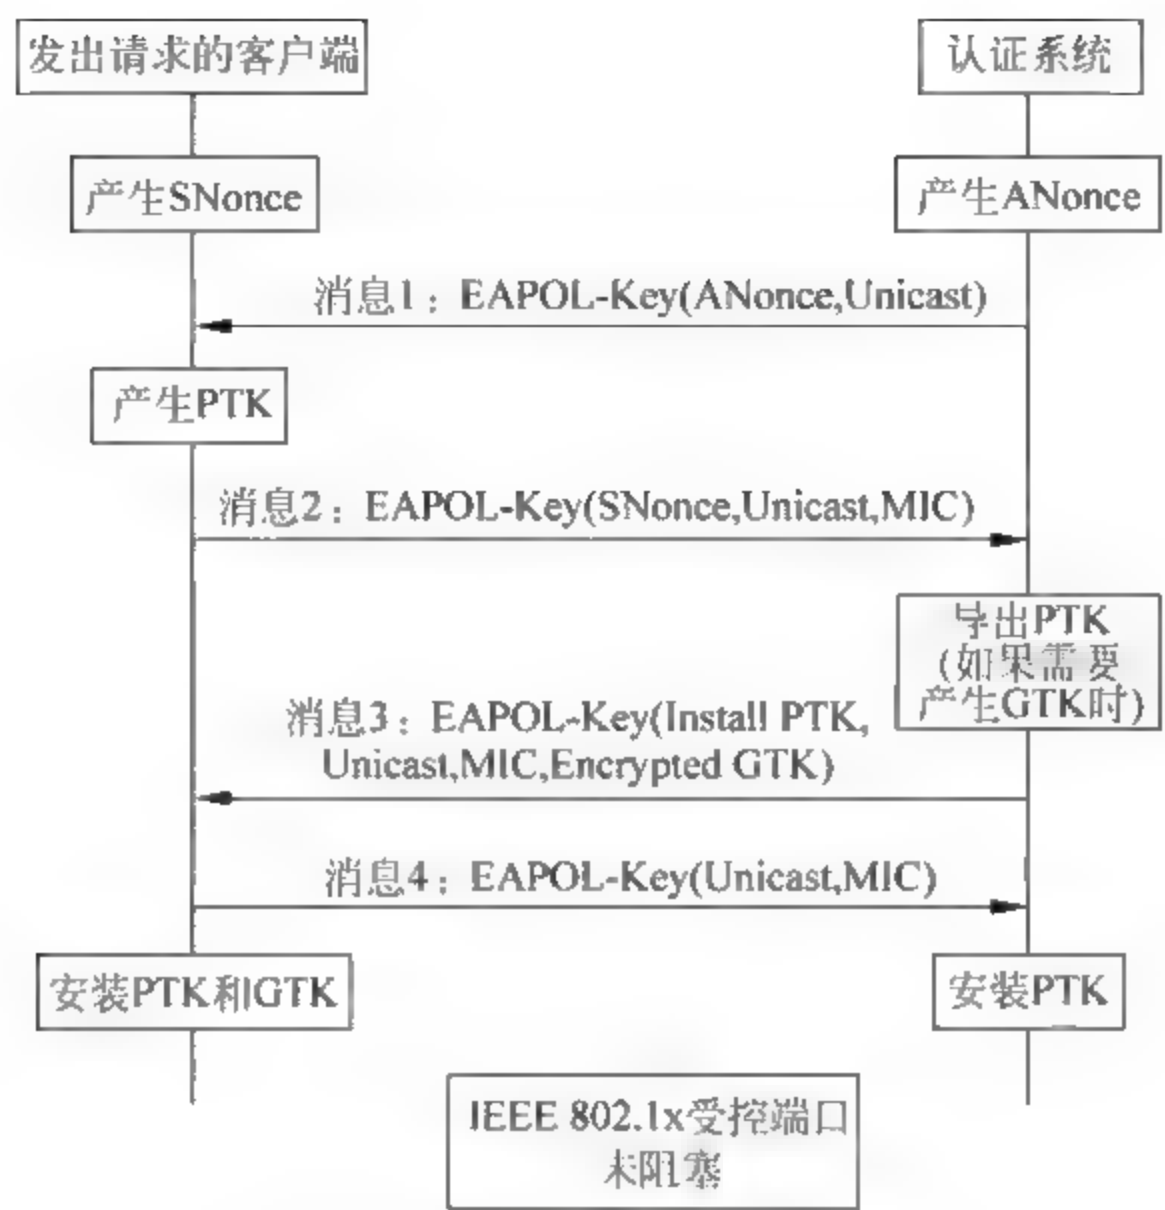 发出请求的客户端
认证系统
产生SNonce
产生ANonce
消息1：EAPOL-Key(ANonce,Unicast)
产生PTK
消息2：EAPOL-Key(SNonce,Unicast,MIC)
导出PTK
(如果需要
产生GTK时)
消息3：EAPOL-Key(Install PTK,
Unicast,MIC,Encrypted GTK)
消息4：EAPOL-Key(Unicast,MIC)
安装PTK和GTK
安装PTK
IEEE 802.1x受控端口
未阻塞